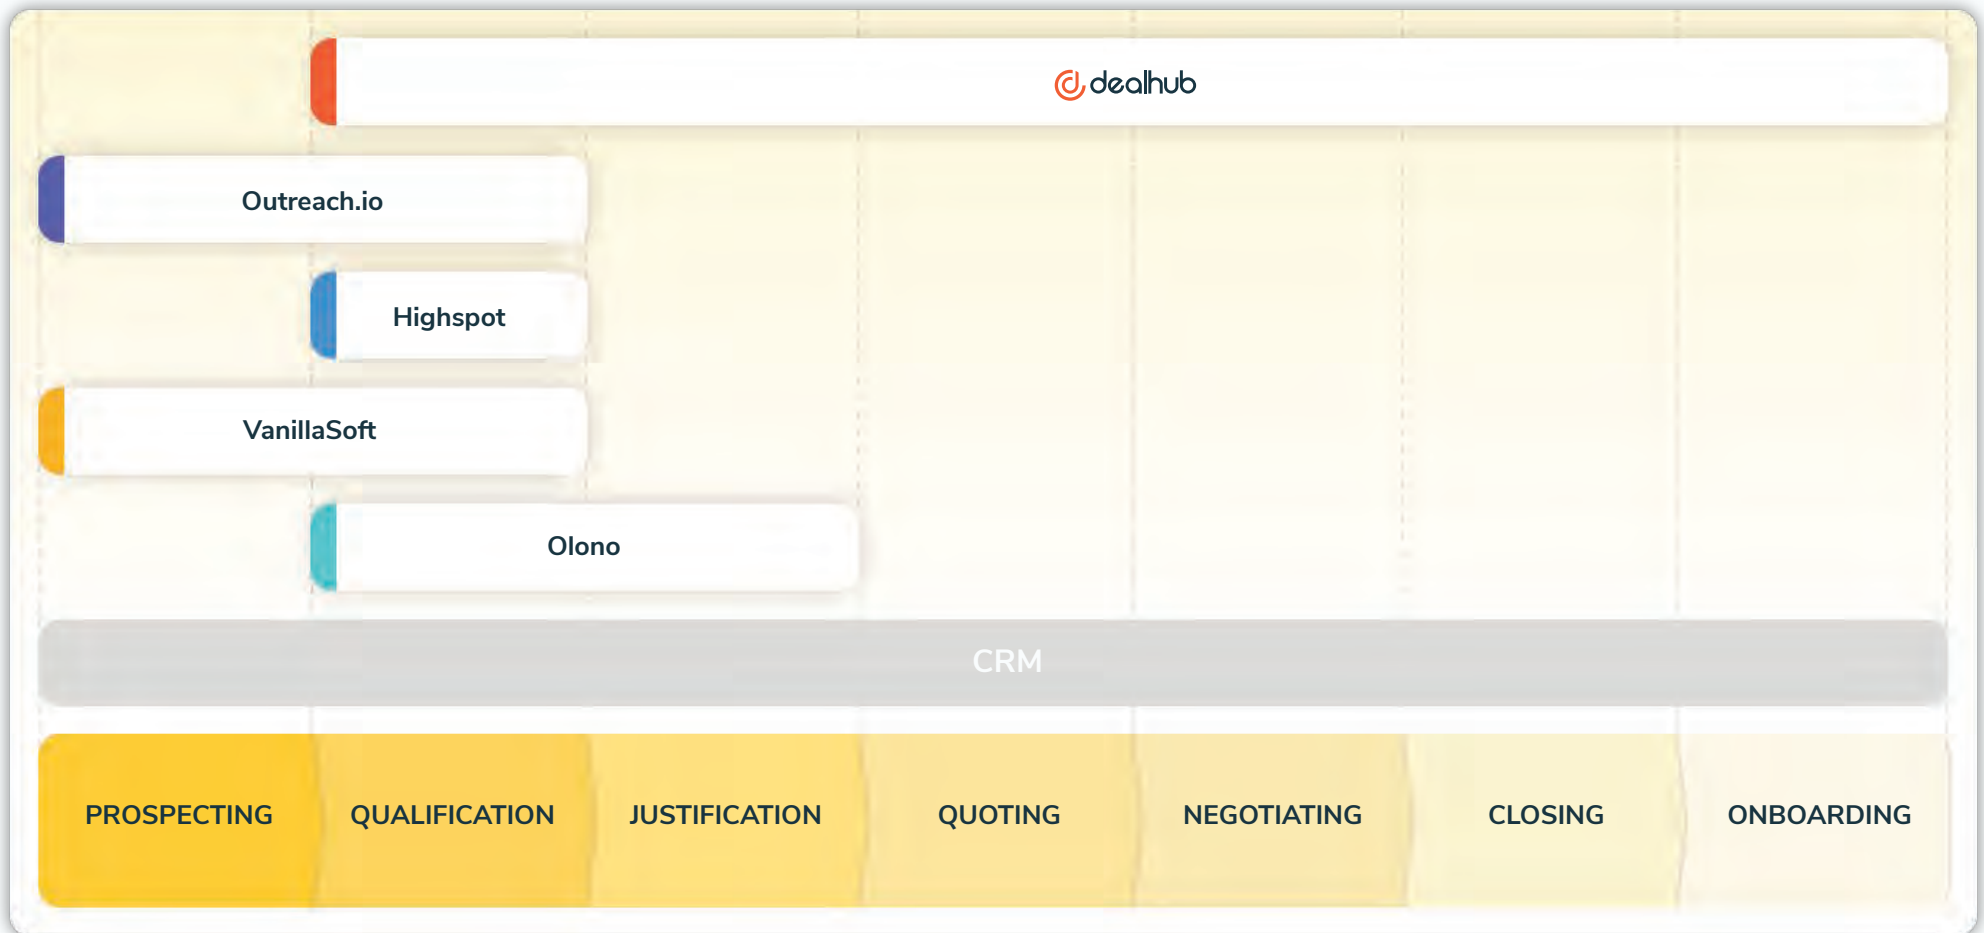 dealhub
Outreach.io
Highspot
VanillaSoft
Olono
CRM
PROSPECTING QUALIFICATION JUSTIFICATION QUOTING NEGOTIATING CLOSING ONBOARDING